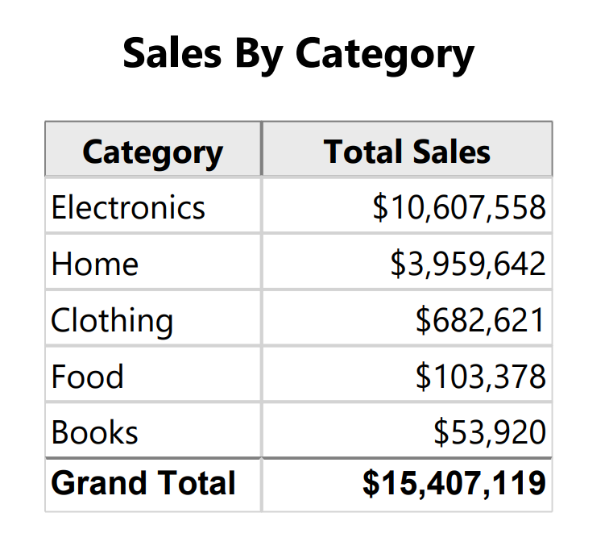 Sales By Category
Category Total Sales
Electronics $10,607,558
Home $3,959,642
Clothing $682,621
Food $103,378
Books $53,920
Grand Total $15,407,119